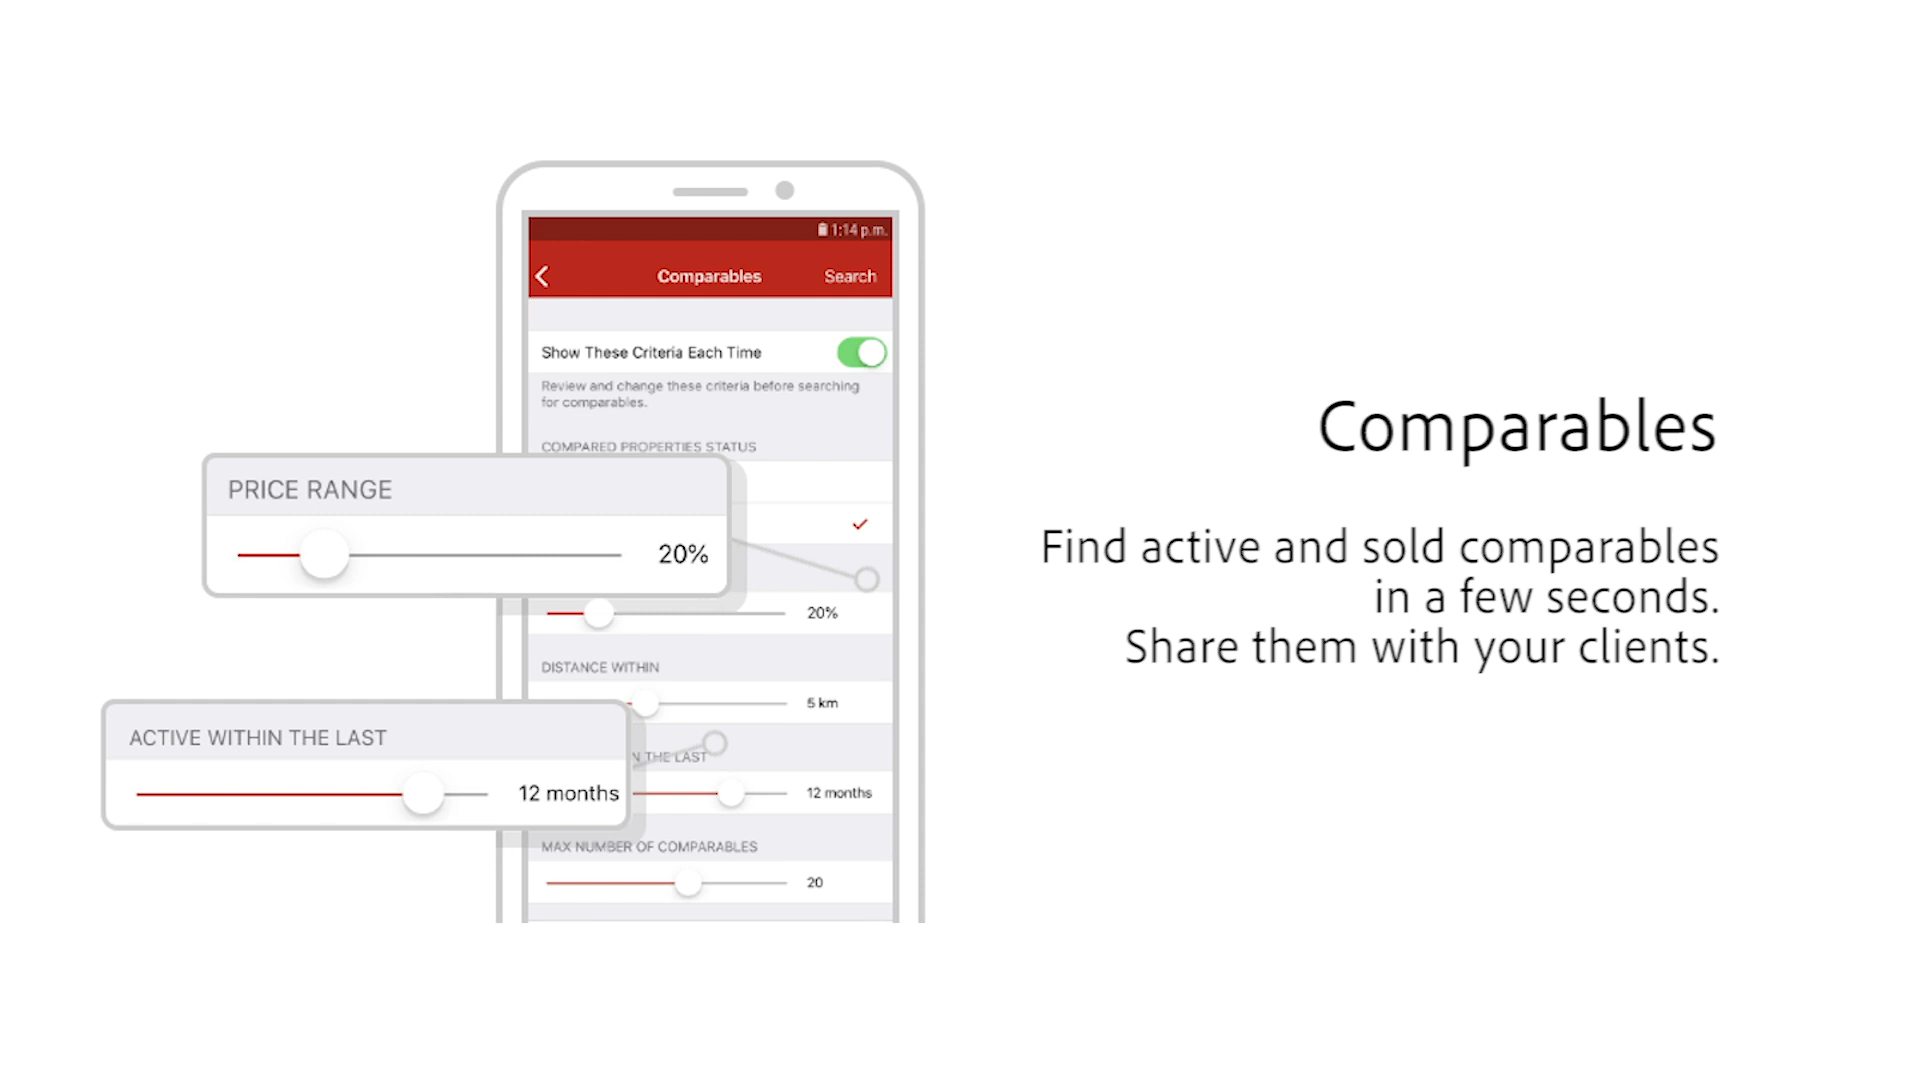 1:14 p.m.
Comparables
Search
Show These Criteria Each Time
Review and change these criteria before searching
for comparables.
COMPARED PROPERTIES STATUS
PRICE RANGE
20%
20%
DISTANCE WITHIN
5 km
ACTIVE WITHIN THE LAST
12 months
N THE LAST
12 months
MAX NUMBER OF COMPARABLES
20
Comparables
Find active and sold comparables
in a few seconds.
Share them with your clients.